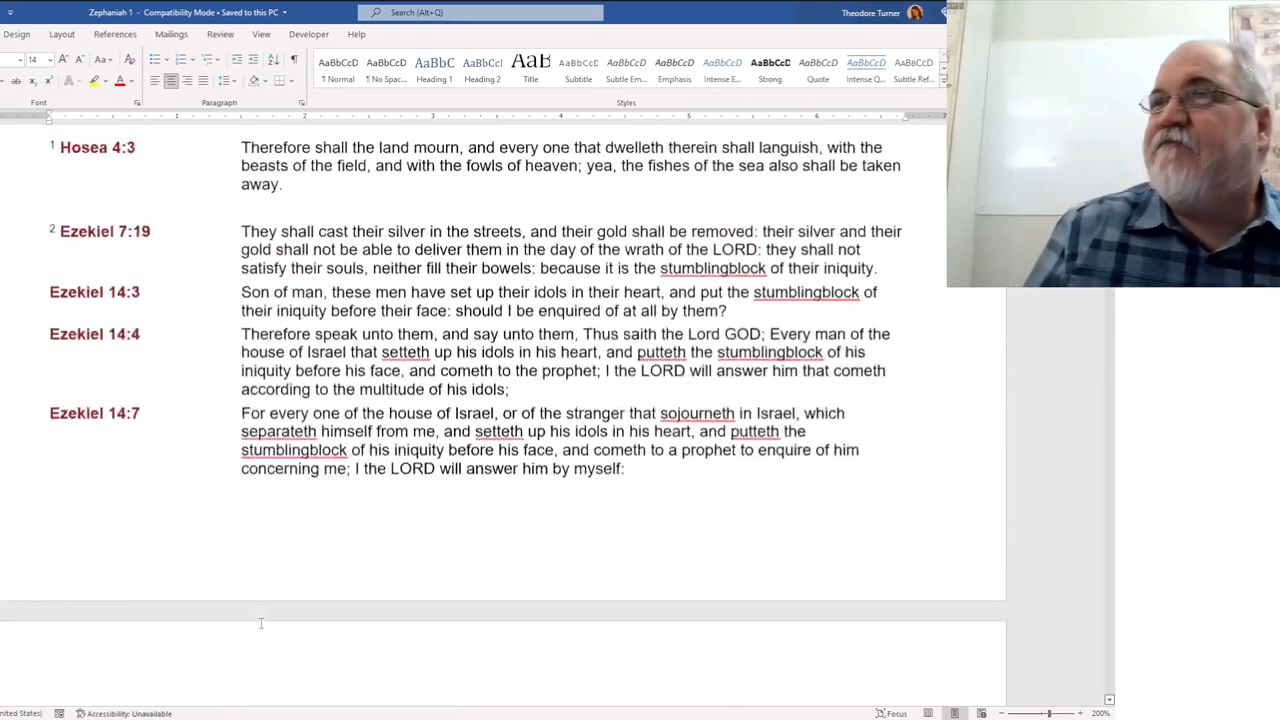 Zephaniah 1 - Compatibility Mode • Saved to this PC
Search (Alt+Q)
Theodore Turner
Design Layout References Mailings Review View Developer Help
14 Aa
AaBbCcD AaBbCcD AaBbC AaBbCcl AaB AaBbCcD AaBbCcD AaBbCcD AaBbCcD AaBbCcD AaBbCcD AaBbCcD AaBbCcD
¶ Normal ¶ No Spac... Heading 1 Heading 2 Title Subtitle Subtle Em... Emphasis Intense E... Strong Quote Intense Q... Subtle Ref...
Font Paragraph Styles
1 2 3 4 5 6
1 Hosea 4:3 Therefore shall the land mourn, and every one that dwelleth therein shall languish, with the
beasts of the field, and with the fowls of heaven; yea, the fishes of the sea also shall be taken
away.
2 Ezekiel 7:19 They shall cast their silver in the streets, and their gold shall be removed: their silver and their
gold shall not be able to deliver them in the day of the wrath of the LORD: they shall not
satisfy their souls, neither fill their bowels: because it is the stumblingblock of their iniquity.
Ezekiel 14:3 Son of man, these men have set up their idols in their heart, and put the stumblingblock of
their iniquity before their face: should I be enquired of at all by them?
Ezekiel 14:4 Therefore speak unto them, and say unto them, Thus saith the Lord GOD; Every man of the
house of Israel that setteth up his idols in his heart, and putteth the stumblingblock of his
iniquity before his face, and cometh to the prophet; I the LORD will answer him that cometh
according to the multitude of his idols;
Ezekiel 14:7 For every one of the house of Israel, or of the stranger that sojourneth in Israel, which
separateth himself from me, and setteth up his idols in his heart, and putteth the
stumblingblock of his iniquity before his face, and cometh to a prophet to enquire of him
concerning me; I the LORD will answer him by myself:
nited States) Accessibility: Unavailable Focus 200%